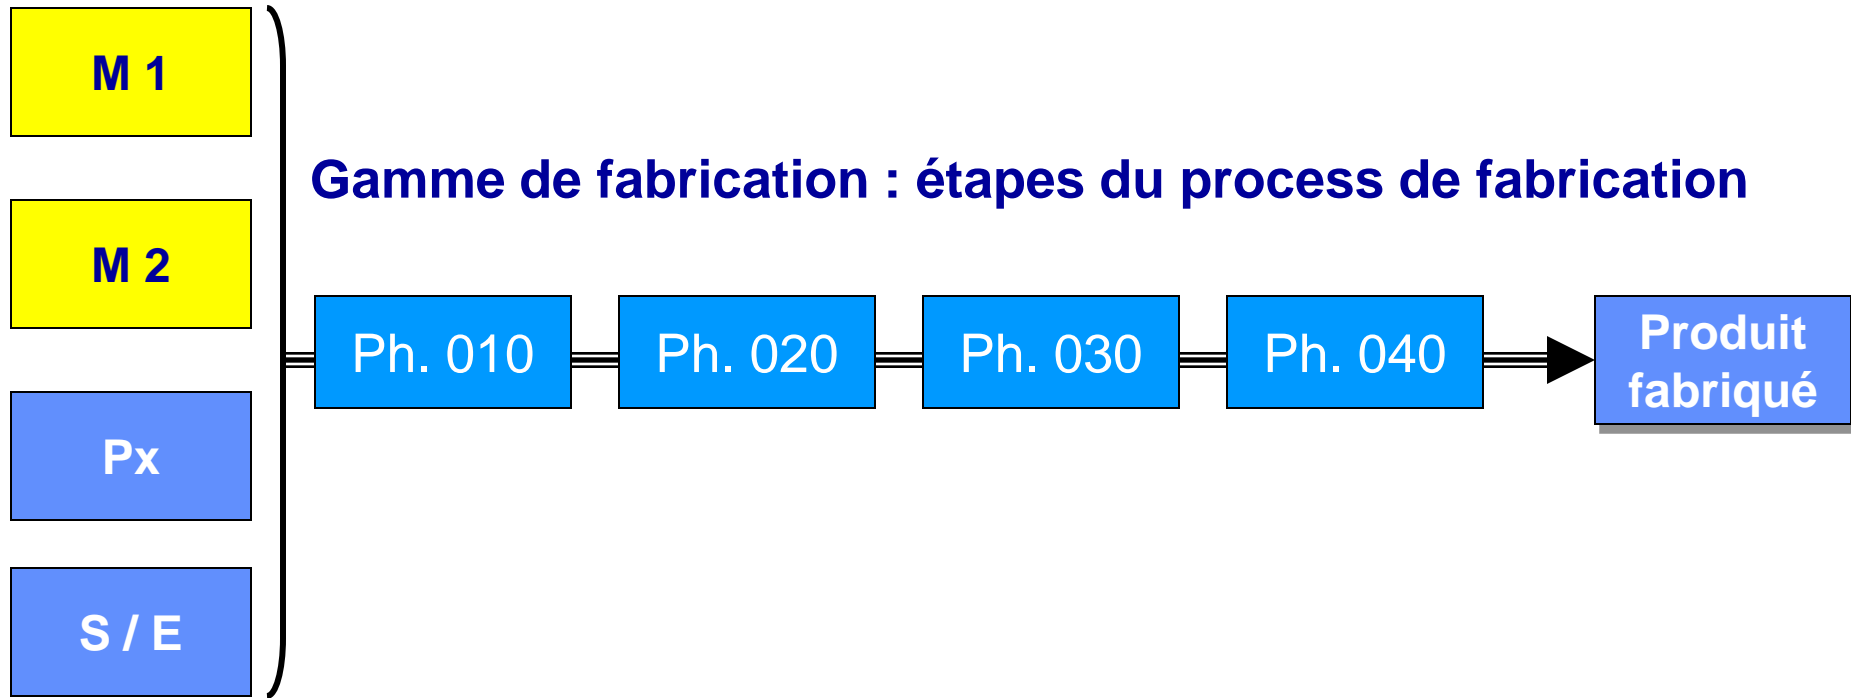 M 1
Gamme de fabrication : étapes du process de fabrication
M 2
Ph. 010
Ph. 020
Ph. 030
Ph. 040
Produit
fabriqué
Px
S / E